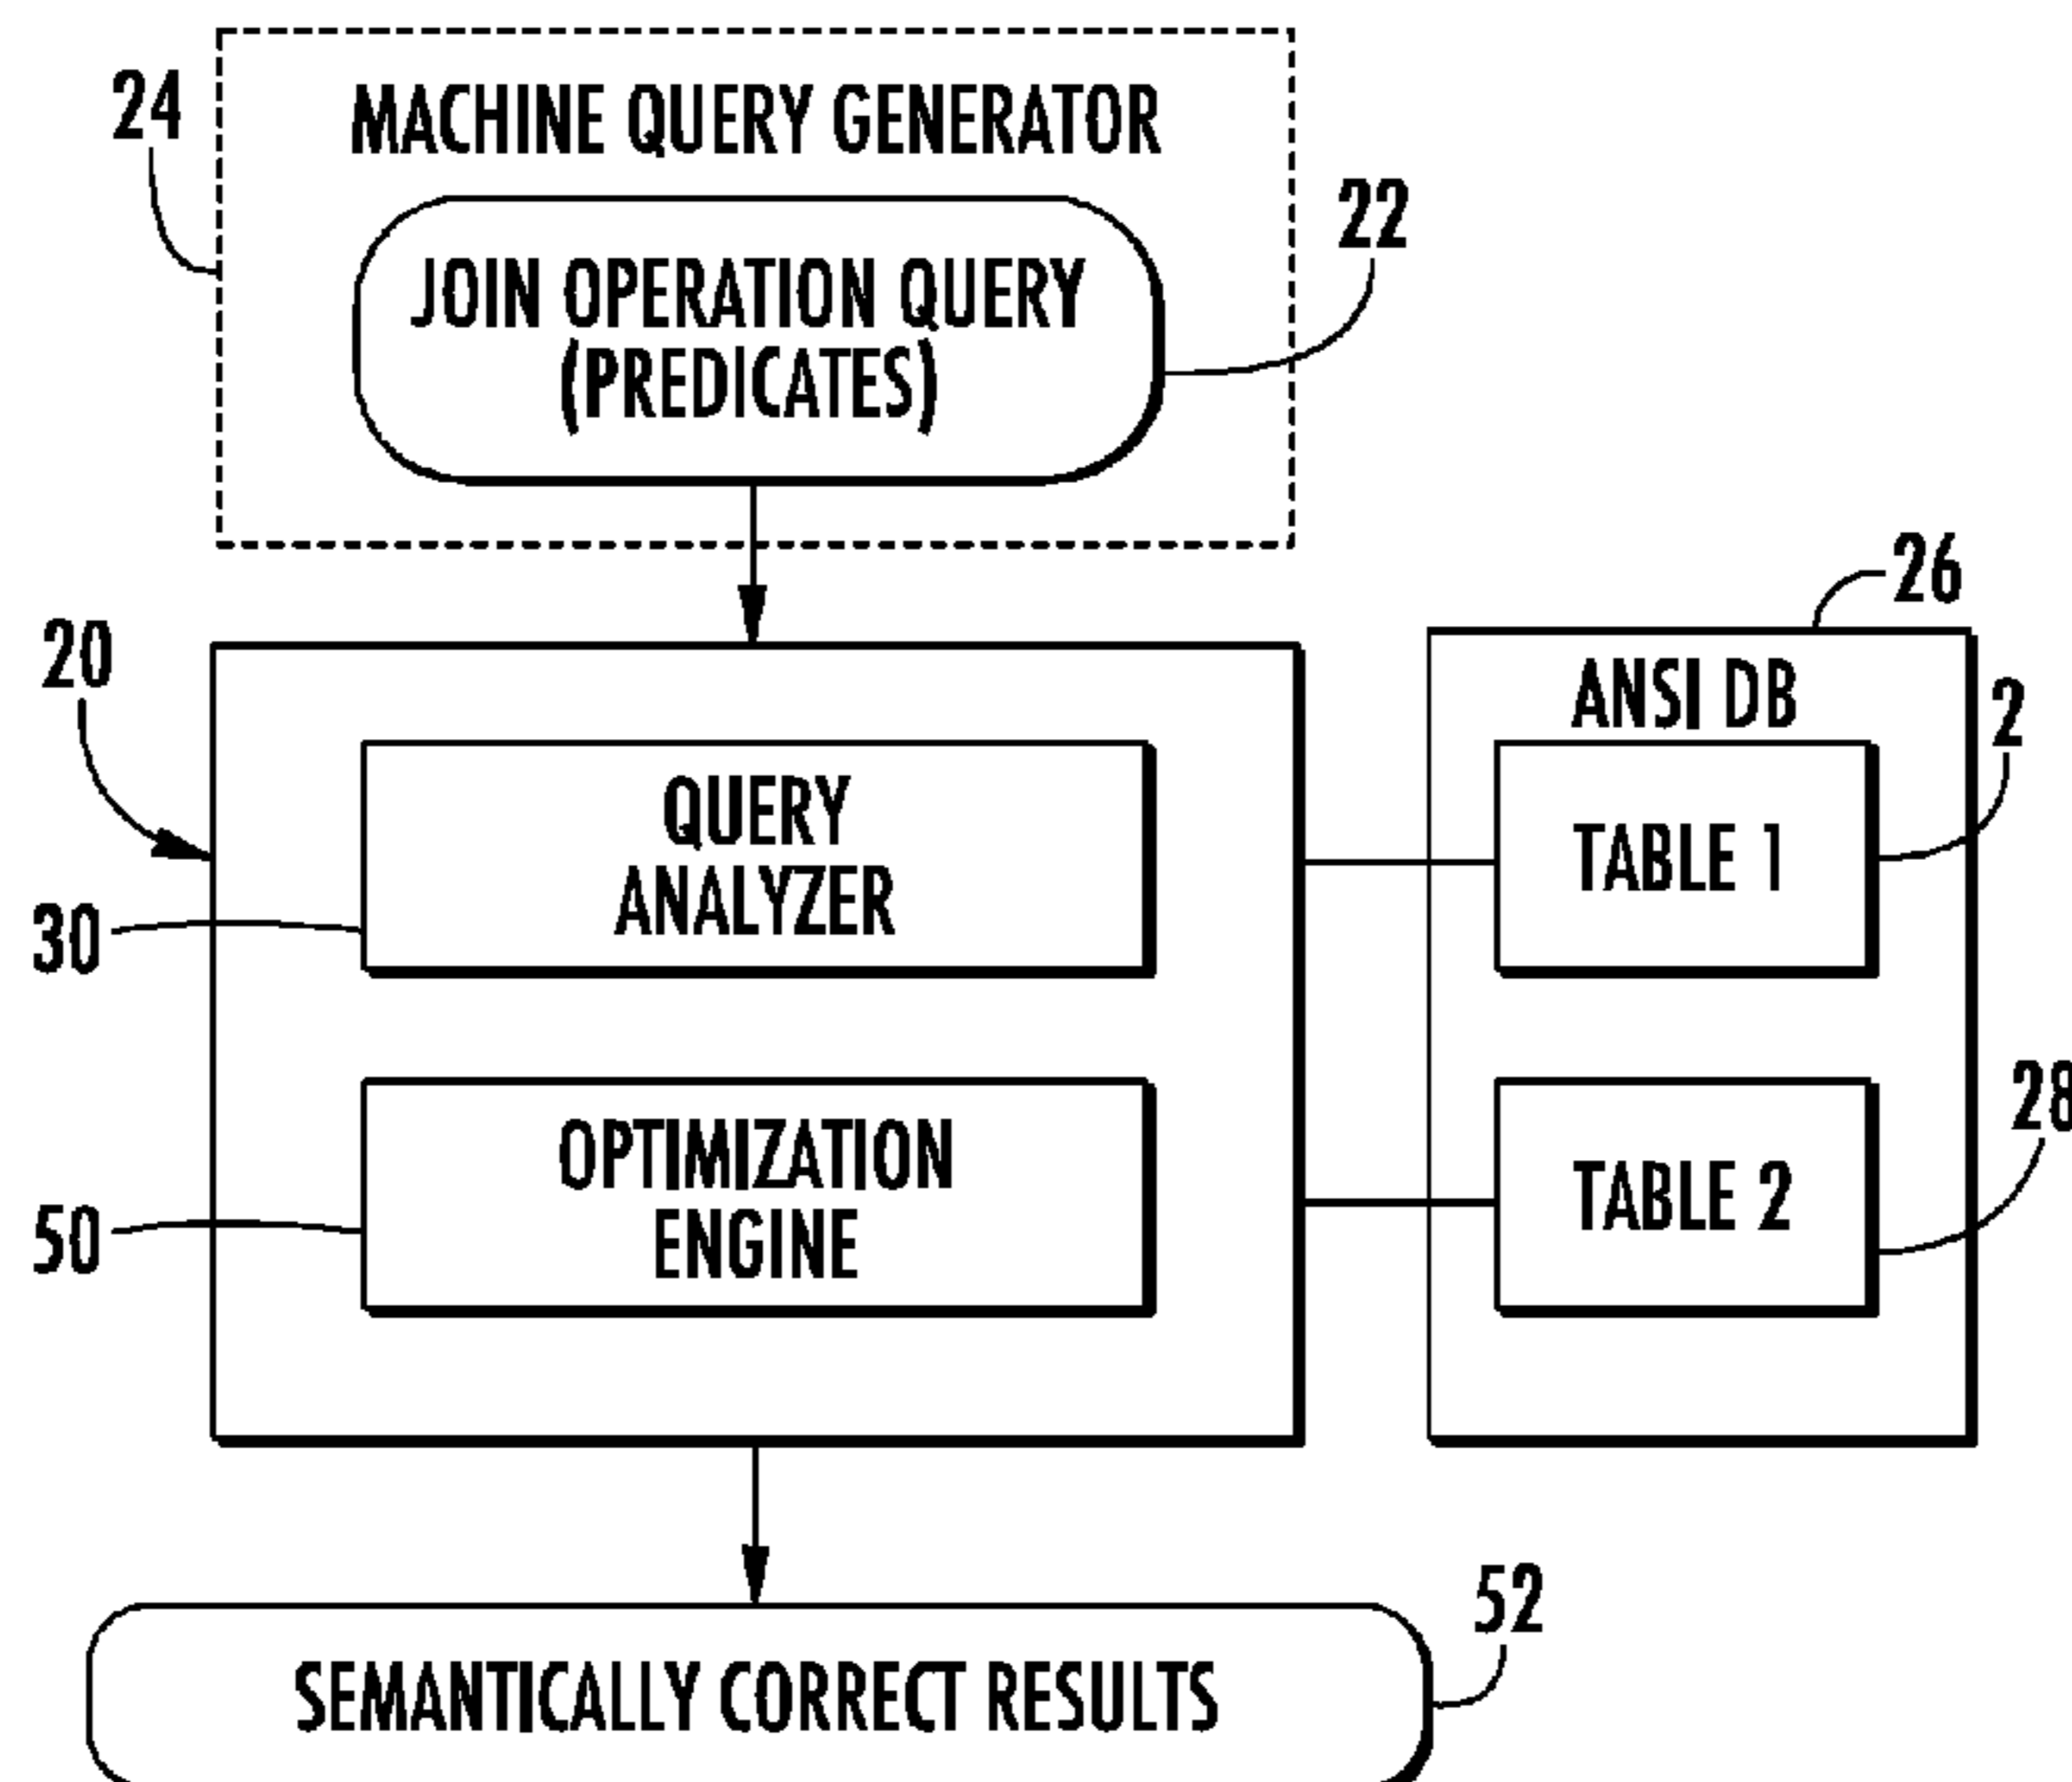 24
MACHINE QUERY GENERATOR
22
JOIN OPERATION QUERY
(PREDICATES)
26
20
ANSI DB
2
QUERY
ANALYZER
TABLE 1
30
28
OPTIMIZATION
ENGINE
TABLE 2
50
52
SEMANTICALLY CORRECT RESULTS